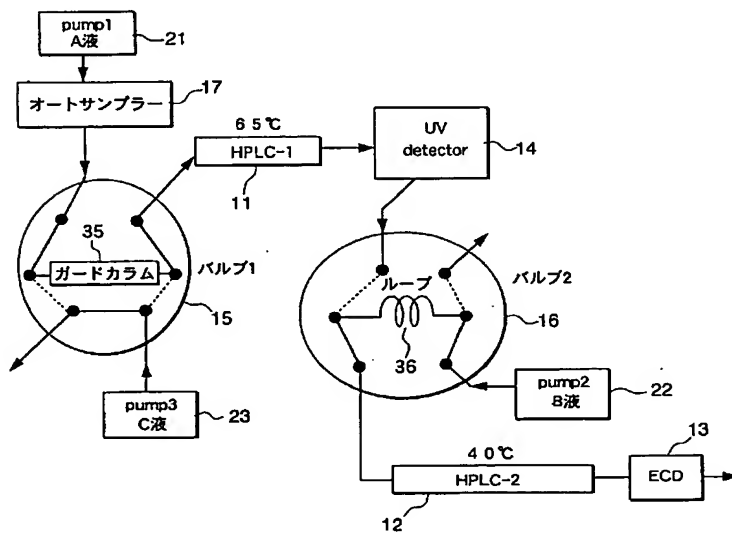 pump1
A液
21
オートサンプラー
17
65℃
HPLC-1
11
UV
detector
14
35
ガードカラム
バルブ1
15
ループ
36
バルブ2
16
pump3
C液
23
pump2
B液
22
40℃
HPLC-2
12
13
ECD